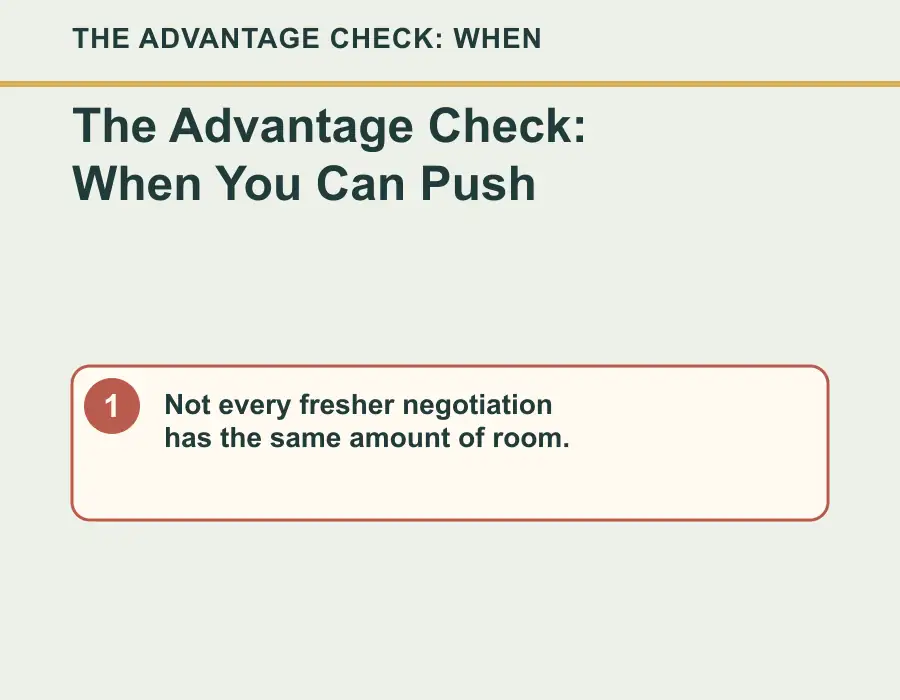 THE ADVANTAGE CHECK: WHEN
The Advantage Check:
When You Can Push
1
Not every fresher negotiation
has the same amount of room.